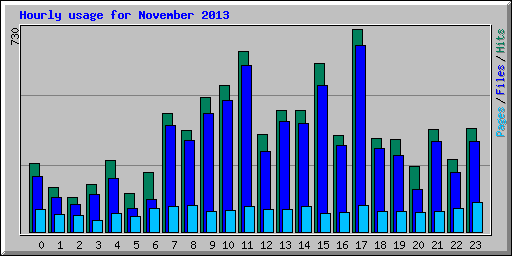 Hourly usage for November 2013
730
Pages / Files / Hits
0 1 2 3 4 5 6 7 8 9 10 11 12 13 14 15 16 17 18 19 20 21 22 23